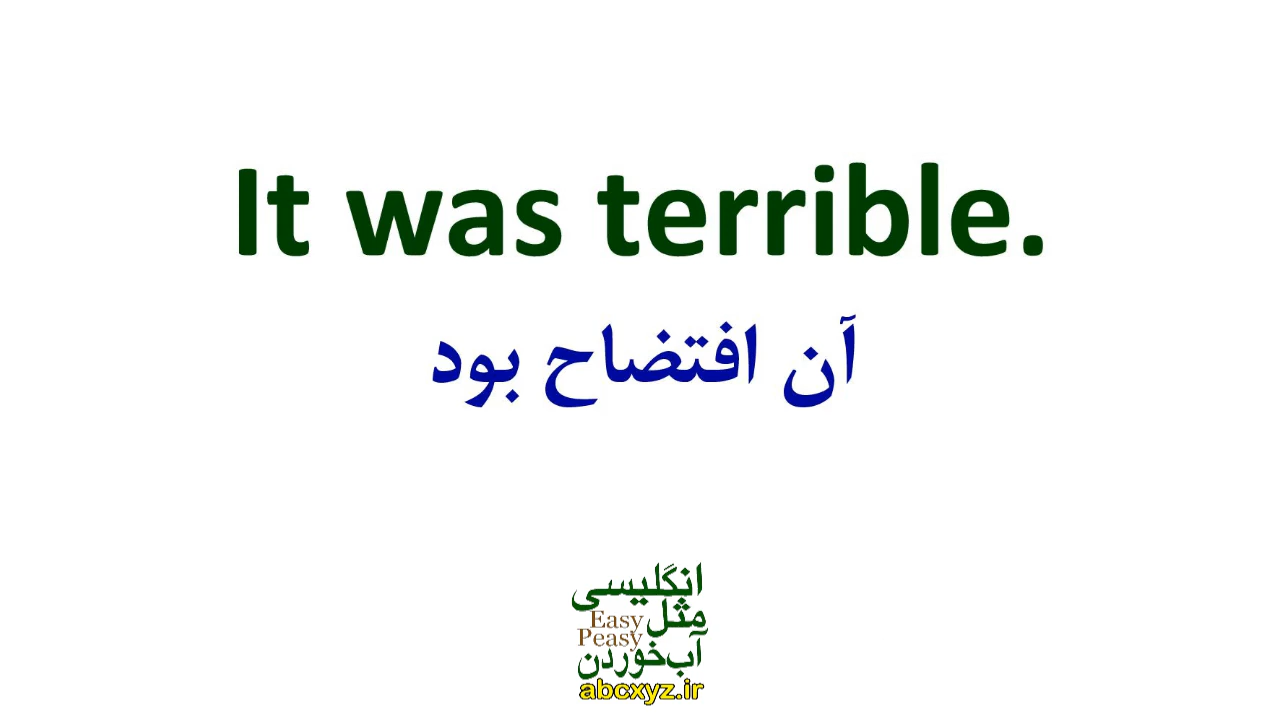 It was terrible.
آن افتضاح بود
انگلیسی
مثل
Easy
Peasy
آب‌خوردن
abcxyz.ir